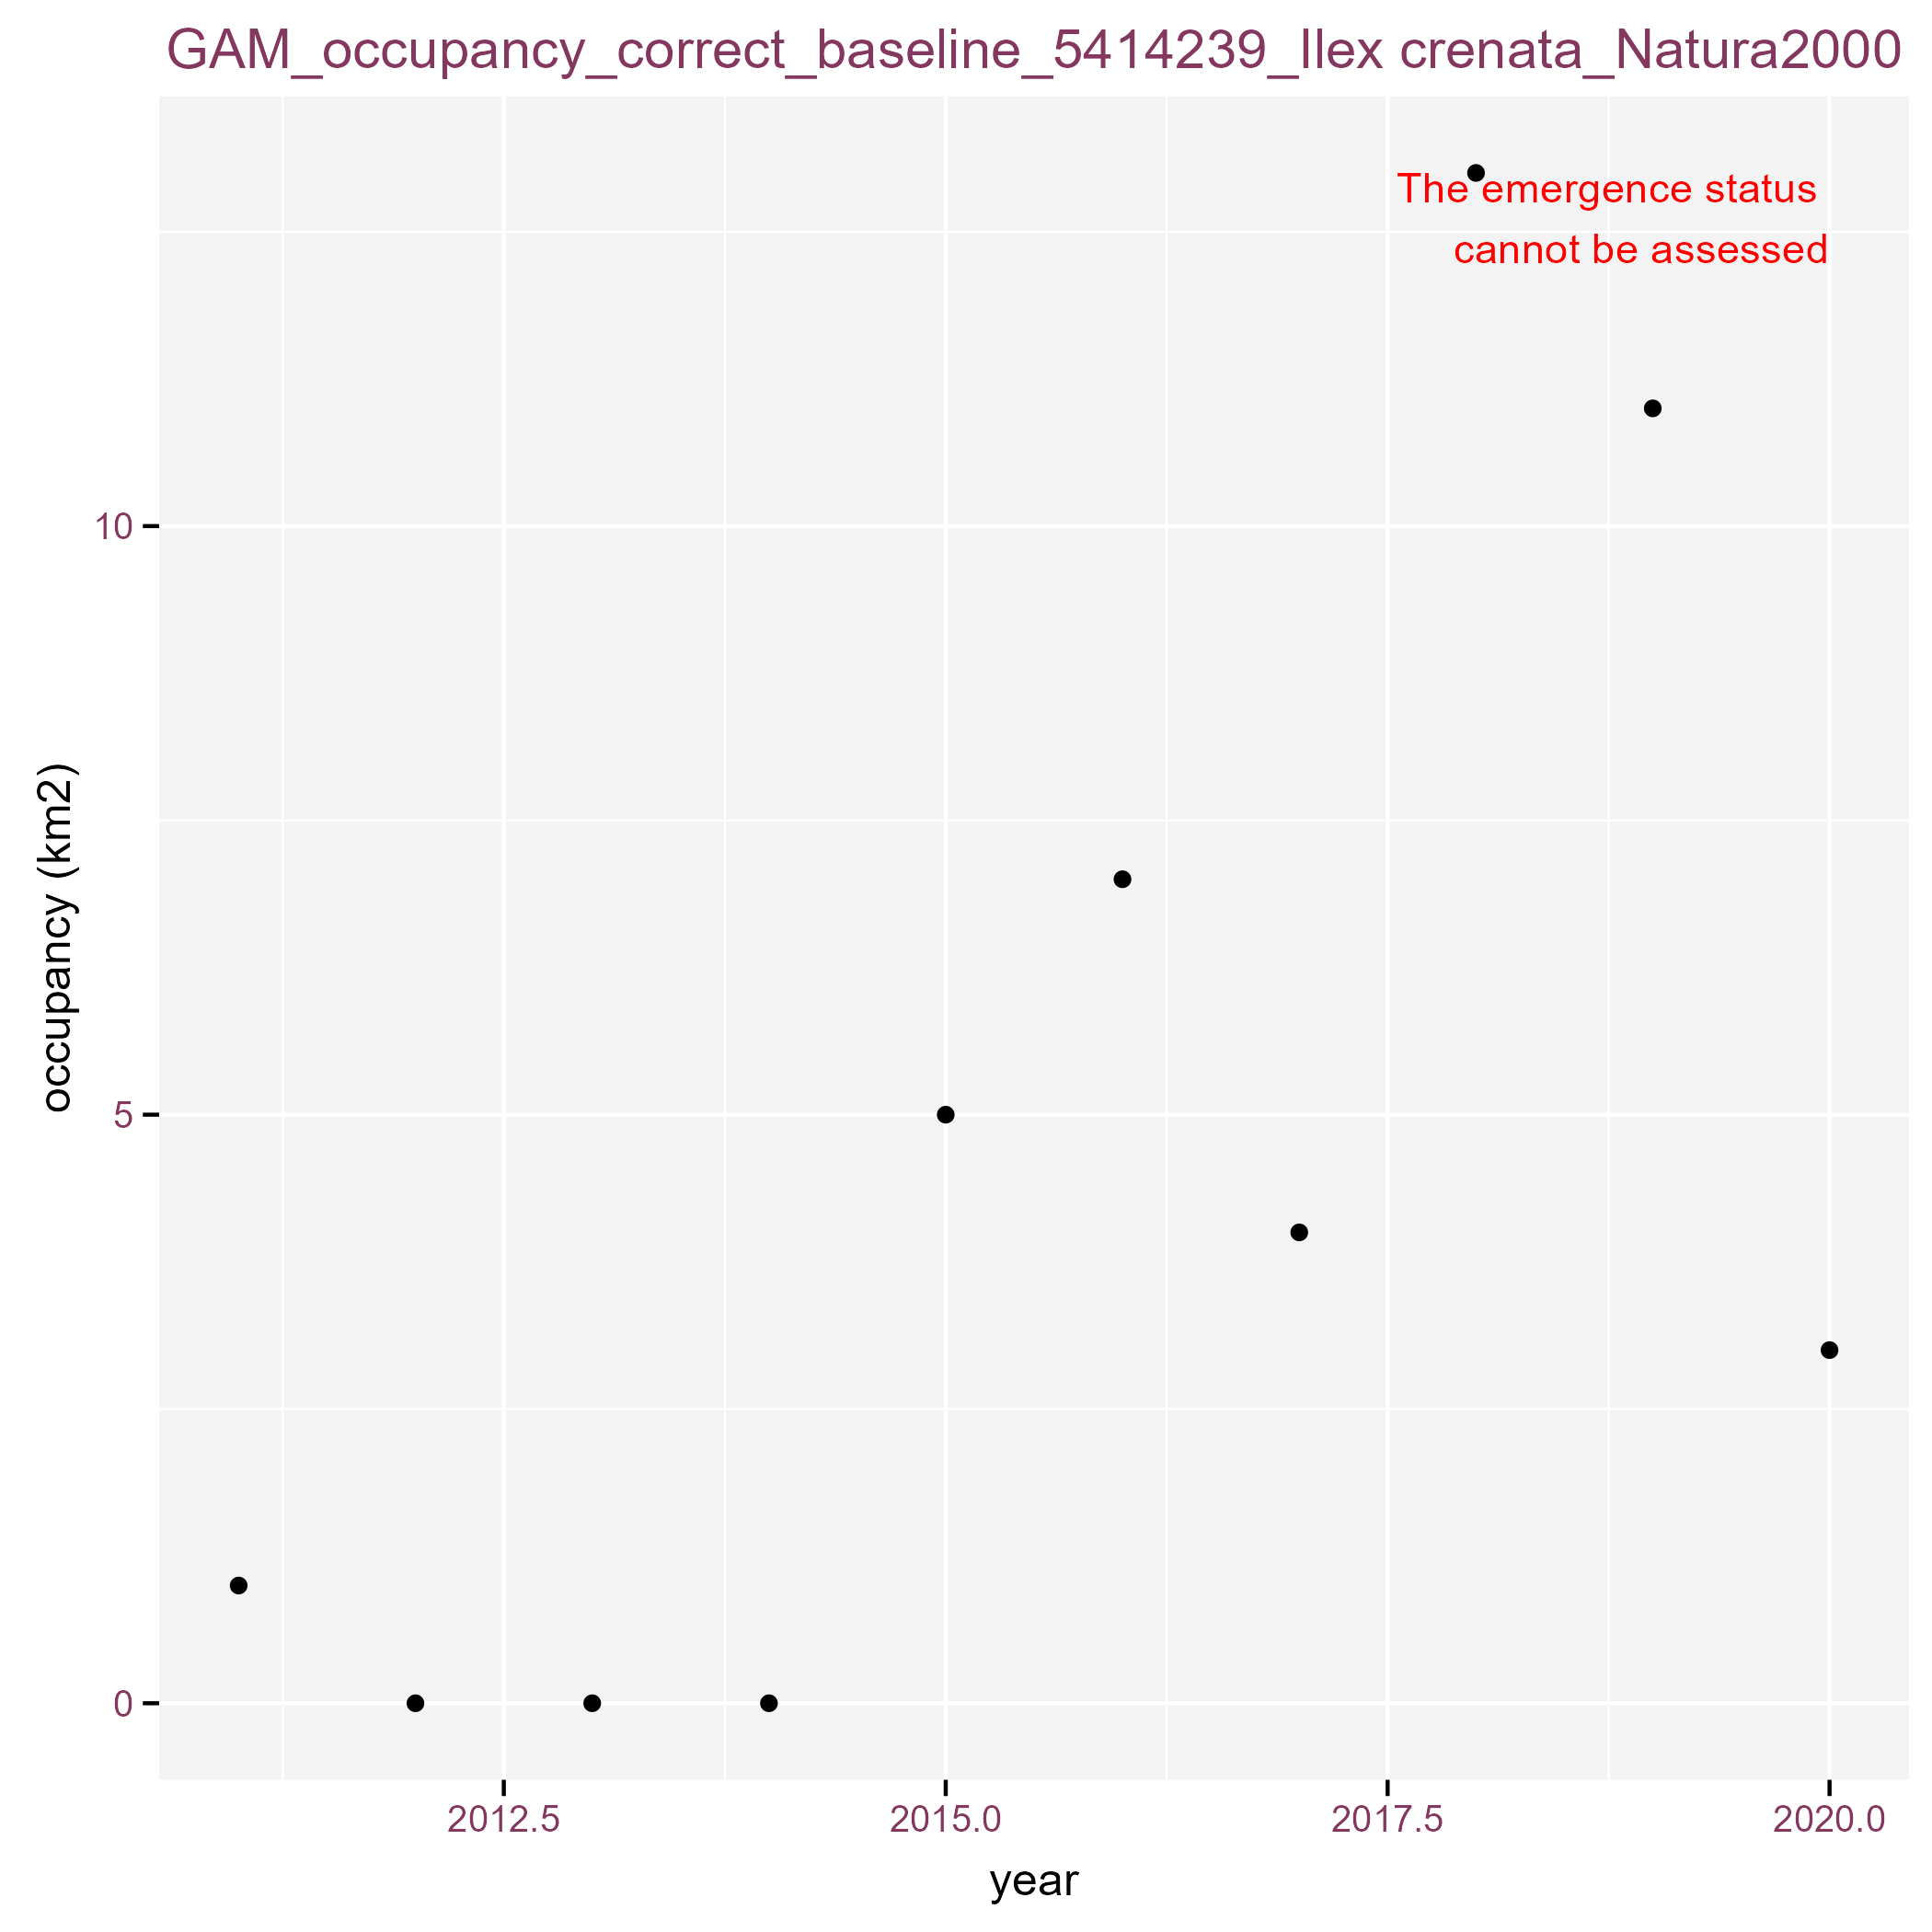 GAM_occupancy_correct_baseline_5414239_Ilex crenata_Natura2000
The emergence status
cannot be assessed
10
5
0
occupancy (km2)
2012.5
2015.0
2017.5
2020.0
year